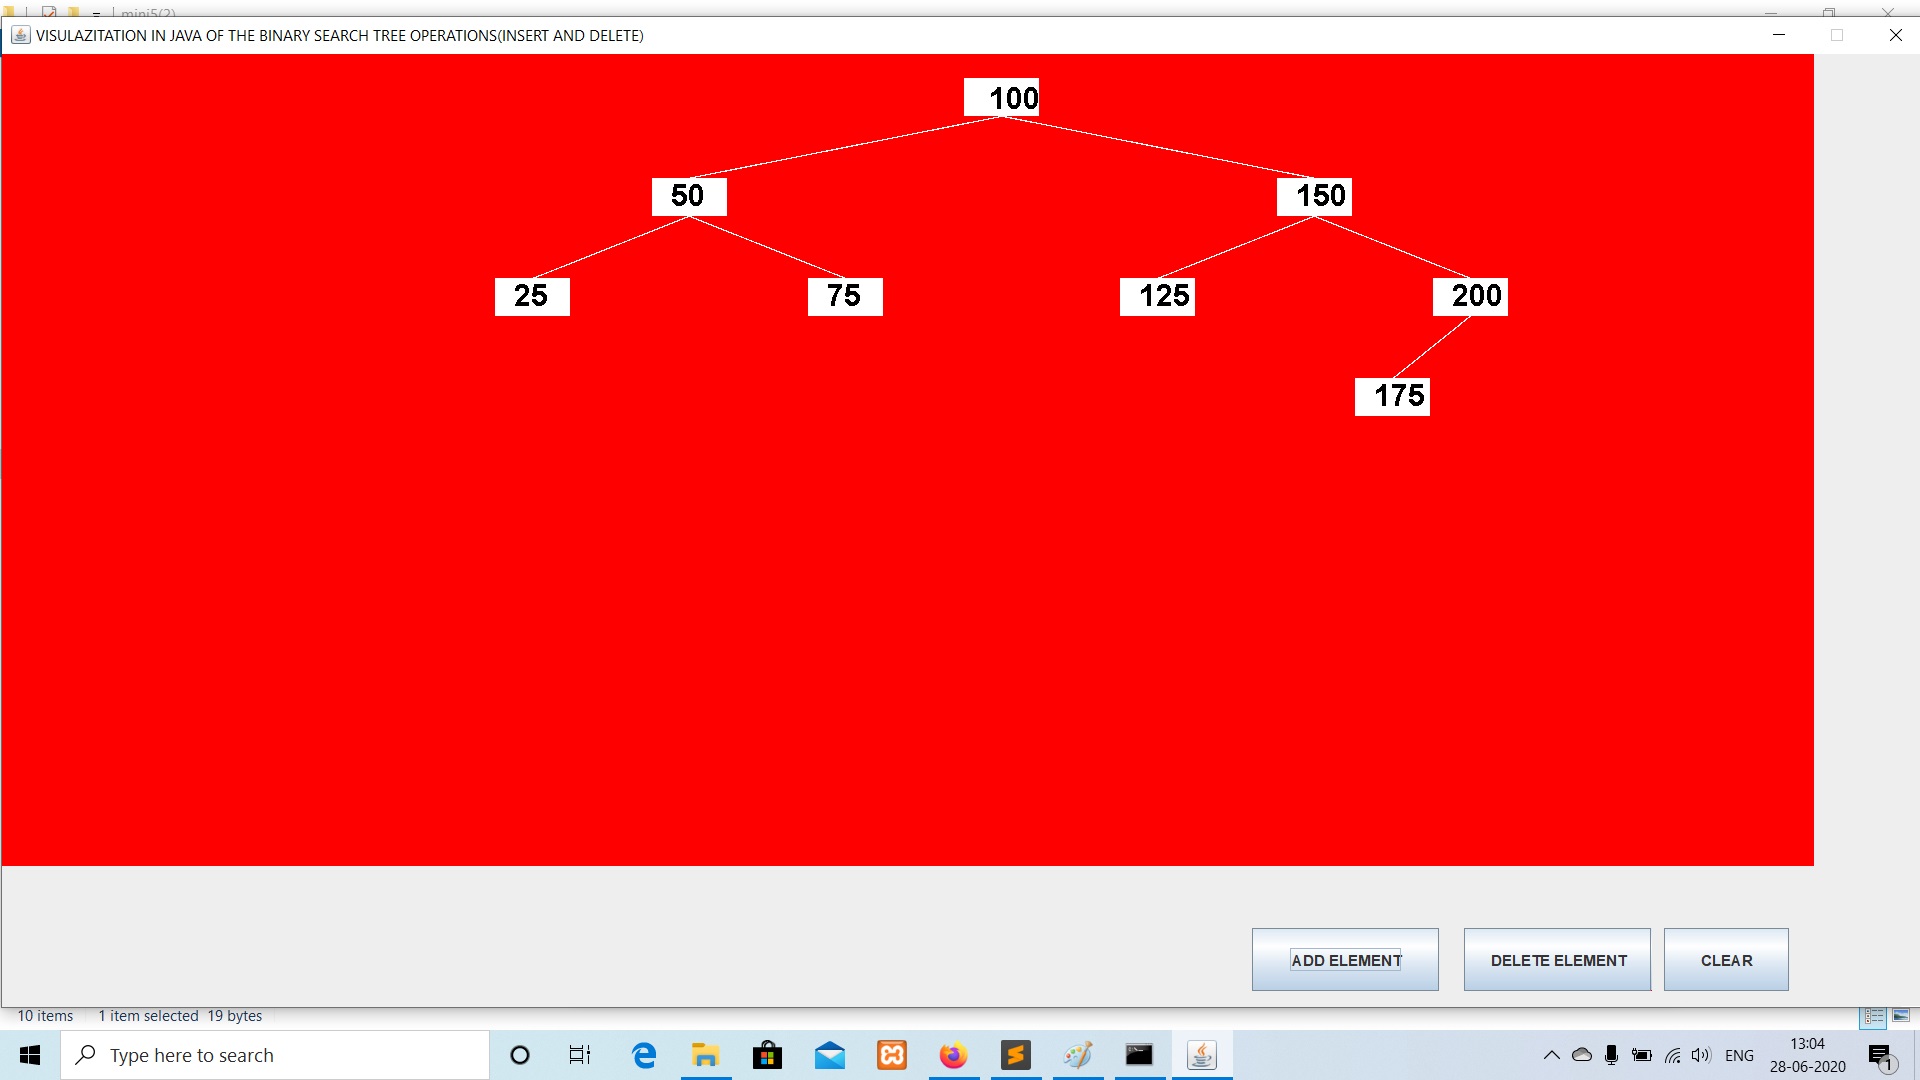 mini5(2)
VISULAZITATION IN JAVA OF THE BINARY SEARCH TREE OPERATIONS(INSERT AND DELETE)
100
50 150
25 75 125 200
175
ADD ELEMENT DELETE ELEMENT CLEAR
10 items 1 item selected 19 bytes
Type here to search
ENG
13:04
28-06-2020
1